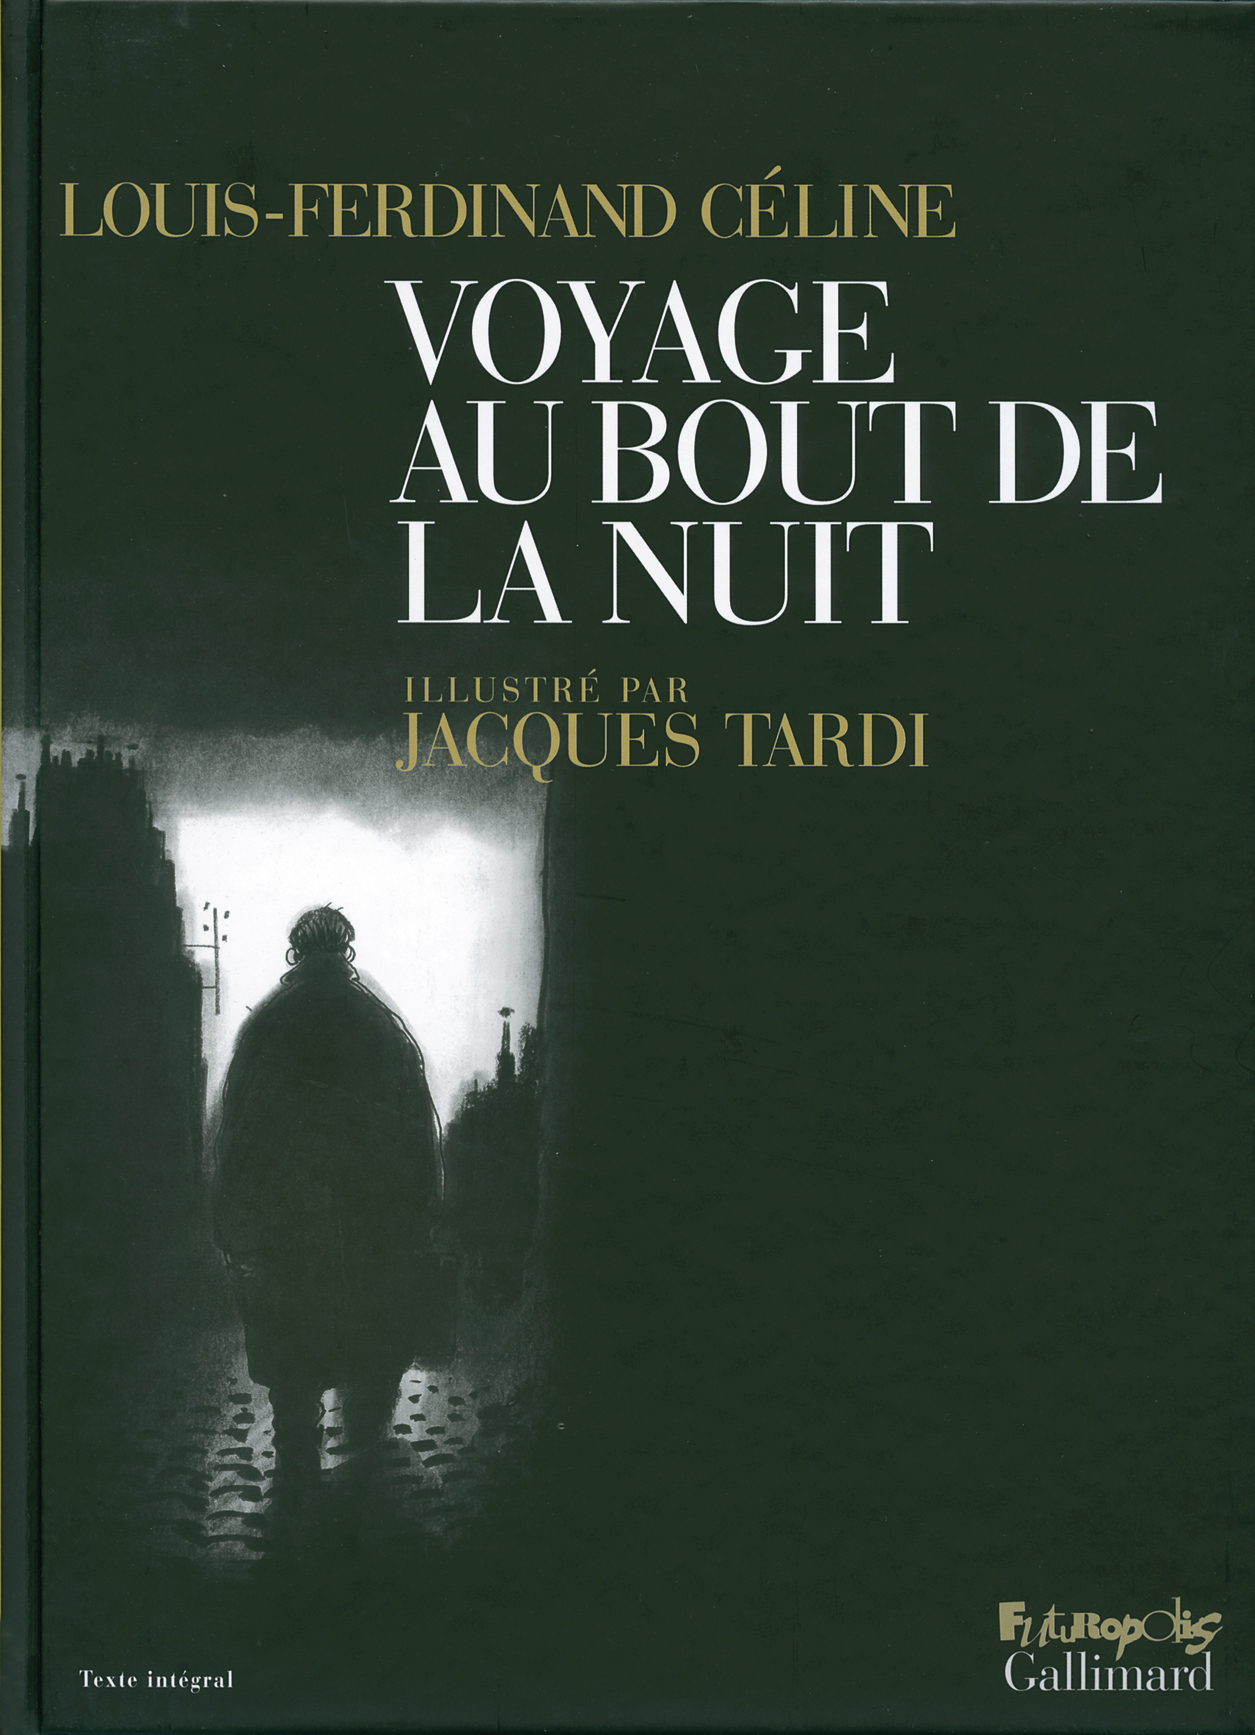 LOUIS-FERDINAND CÉLINE
VOYAGE
AU BOUT DE
LA NUIT
ILLUSTRÉ PAR
JACQUES TARDI
Texte intégral
FUTUROPOLIS
Gallimard